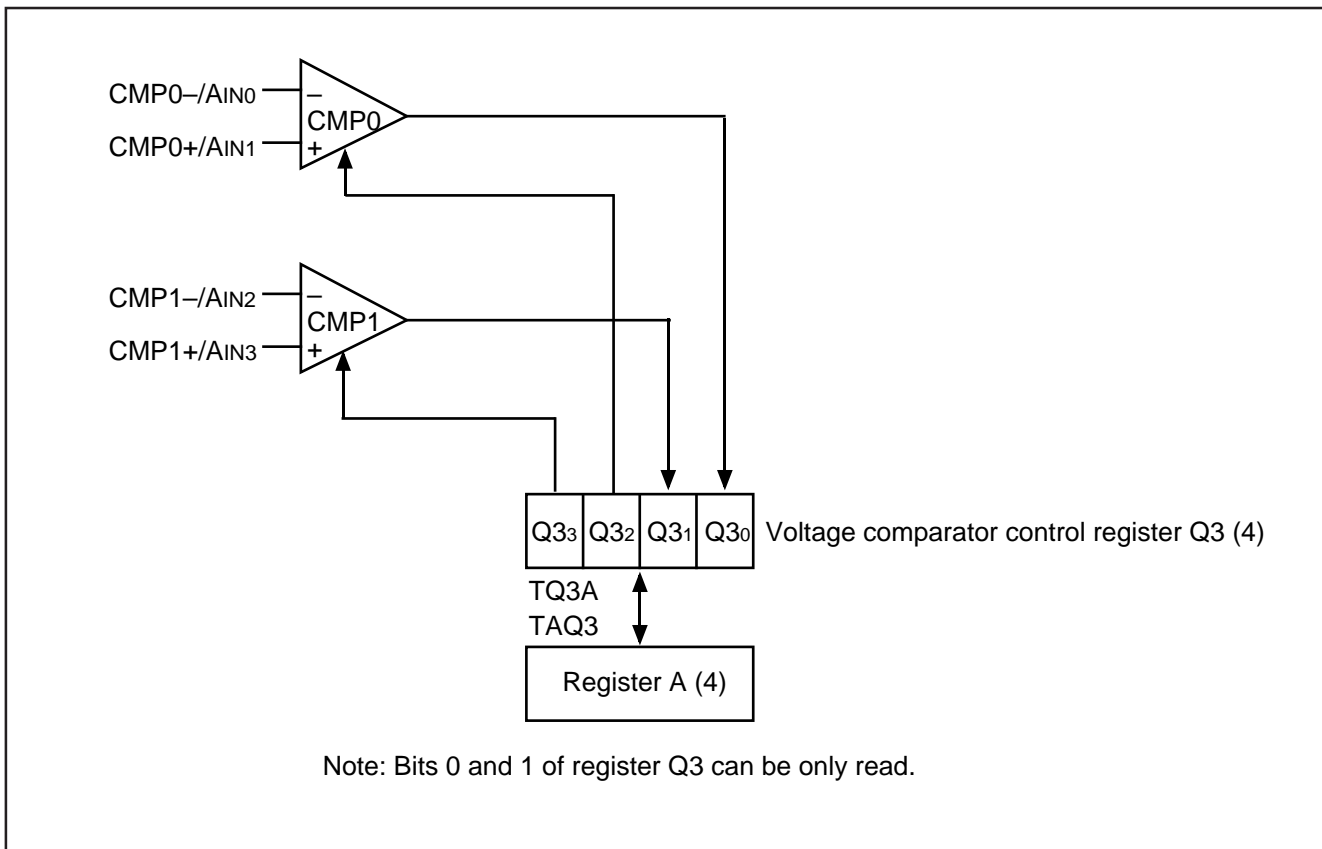 CMP0–/AIN0
–
CMP0
CMP0+/AIN1
+
CMP1–/AIN2
–
CMP1
CMP1+/AIN3
+
Q33 Q32 Q31 Q30 Voltage comparator control register Q3 (4)
TQ3A
TAQ3
Register A (4)
Note: Bits 0 and 1 of register Q3 can be only read.